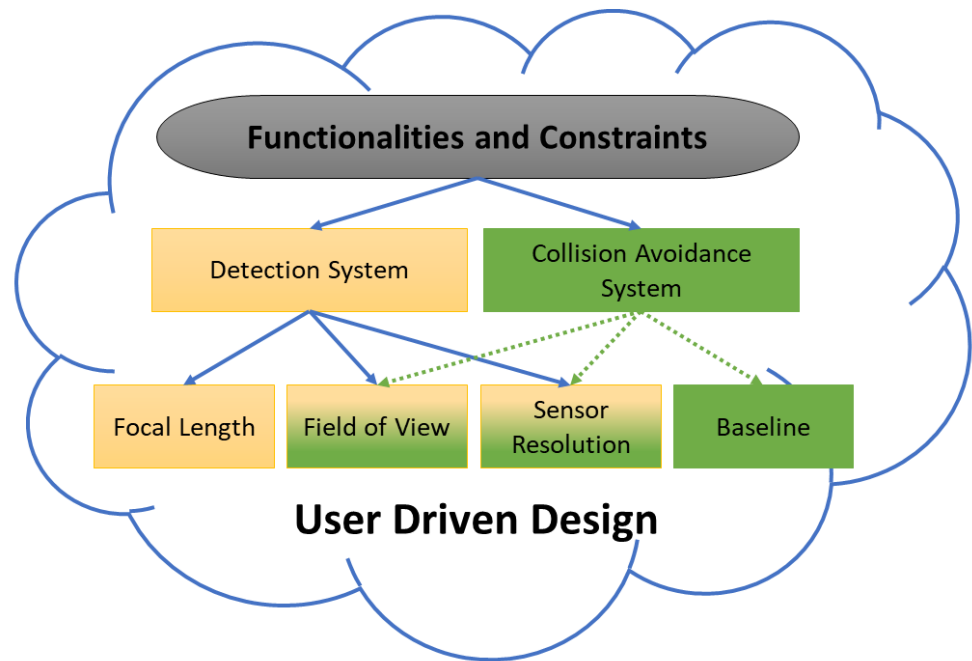 Functionalities and Constraints
Detection System
Collision Avoidance
System
Focal Length
Field of View
Sensor
Resolution
Baseline
User Driven Design